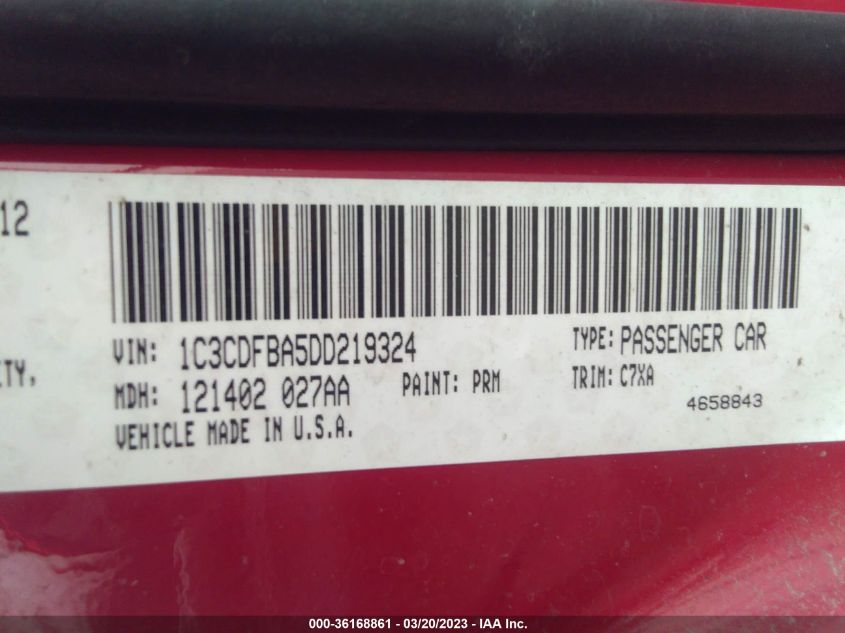 12
ITY,
VIN: 1C3CDFBA5DD219324
TYPE: PASSENGER CAR
MDH: 121402 027AA
PAINT: PRM
TRIM: C7XA
4658843
VEHICLE MADE IN U.S.A.
000-36168861 - 03/20/2023 - IAA Inc.